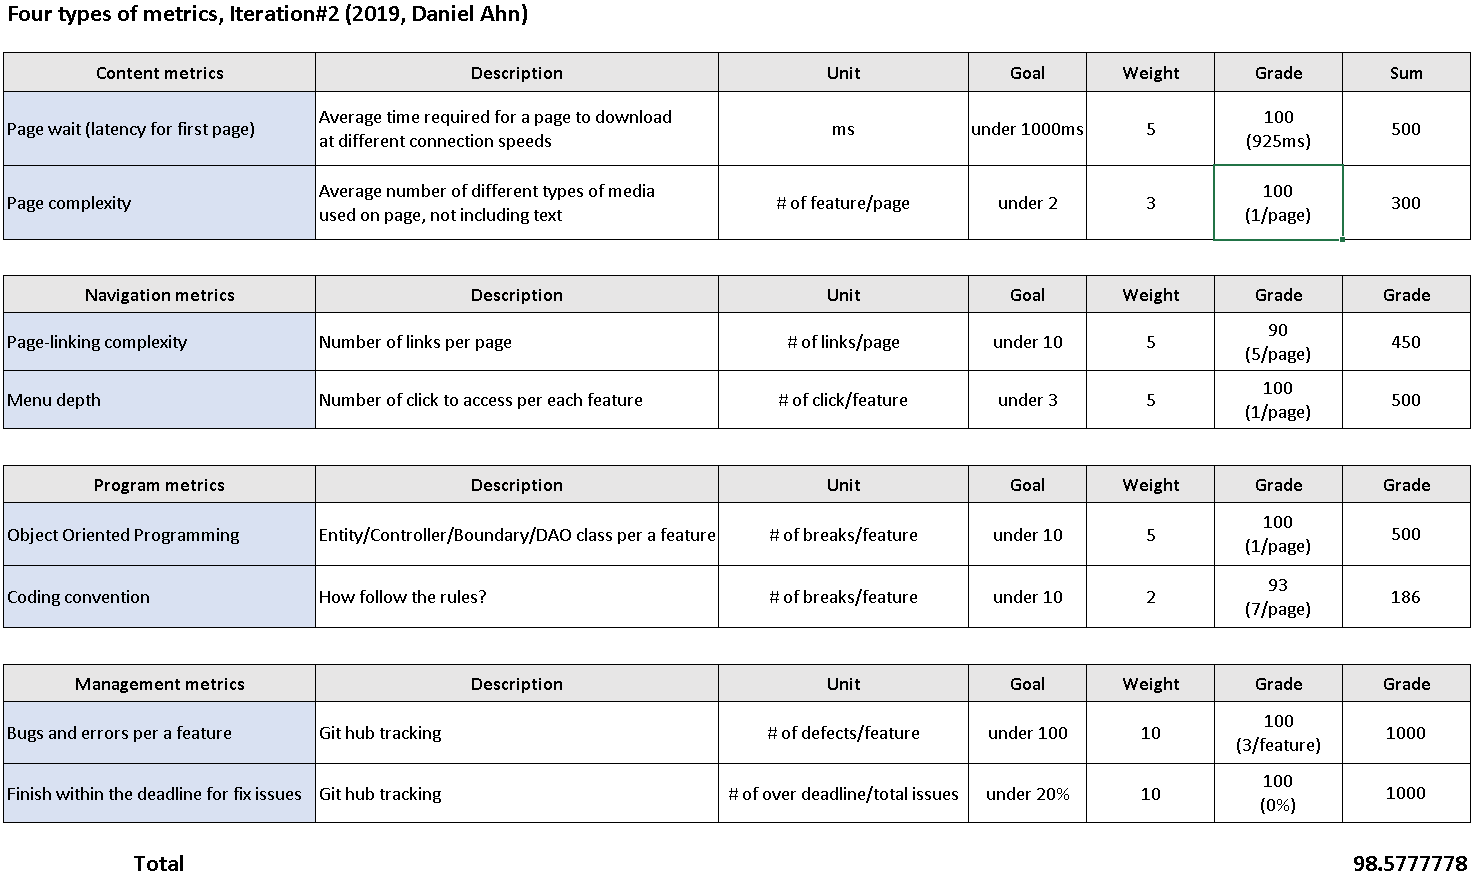 Four types of metrics, Iteration#2 (2019, Daniel Ahn)
Content metrics Description Unit Goal Weight Grade Sum
Page wait (latency for first page) Average time required for a page to download at different connection speeds ms under 1000ms 5 100 (925ms) 500
Page complexity Average number of different types of media used on page, not including text # of feature/page under 2 3 100 (1/page) 300
Navigation metrics Description Unit Goal Weight Grade Grade
Page-linking complexity Number of links per page # of links/page under 10 5 90 (5/page) 450
Menu depth Number of click to access per each feature # of click/feature under 3 5 100 (1/page) 500
Program metrics Description Unit Goal Weight Grade Grade
Object Oriented Programming Entity/Controller/Boundary/DAO class per a feature # of breaks/feature under 10 5 100 (1/page) 500
Coding convention How follow the rules? # of breaks/feature under 10 2 93 (7/page) 186
Management metrics Description Unit Goal Weight Grade Grade
Bugs and errors per a feature Git hub tracking # of defects/feature under 100 10 100 (3/feature) 1000
Finish within the deadline for fix issues Git hub tracking # of over deadline/total issues under 20% 10 100 (0%) 1000
Total 98.5777778